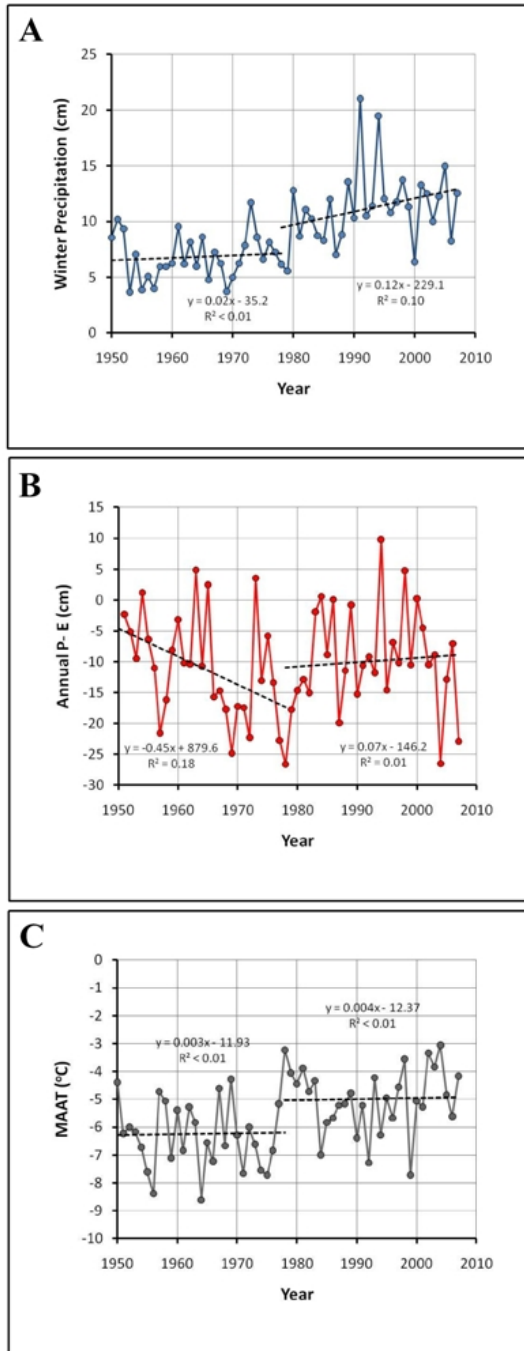 A
25
20
15
10
5
0
Winter Precipitation (cm)
y = 0.02x - 35.2
R² < 0.01
y = 0.12x - 229.1
R² = 0.10
1950 1960 1970 1980 1990 2000 2010
Year
B
15
10
5
0
-5
-10
-15
-20
-25
-30
Annual P- E (cm)
y = -0.45x + 879.6
R² = 0.18
y = 0.07x - 146.2
R² = 0.01
1950 1960 1970 1980 1990 2000 2010
Year
C
0
-1
-2
-3
-4
-5
-6
-7
-8
-9
-10
MAAT (°C)
y = 0.003x - 11.93
R² < 0.01
y = 0.004x - 12.37
R² < 0.01
1950 1960 1970 1980 1990 2000 2010
Year